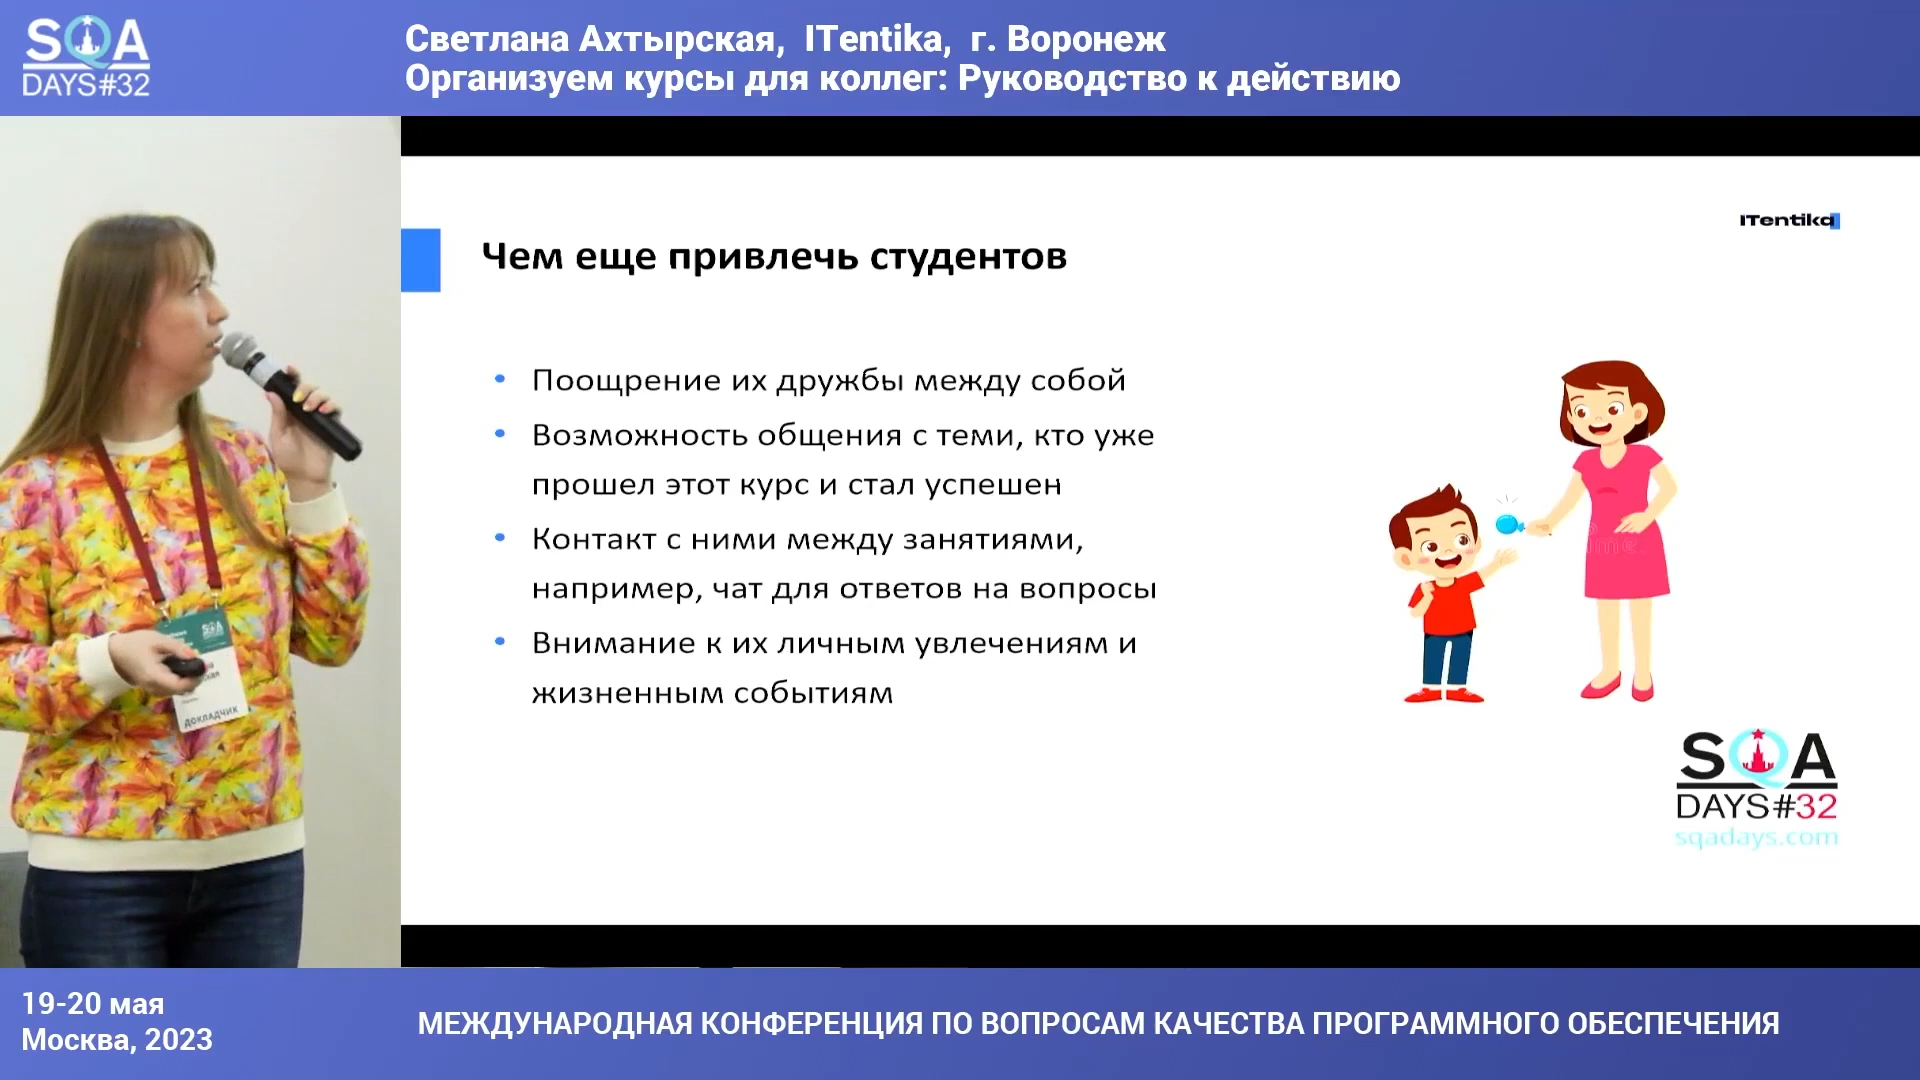 SQA
DAYS#32
Светлана Ахтырская, ITentika, г. Воронеж
Организуем курсы для коллег: Руководство к действию
ITentika
Чем еще привлечь студентов
• Поощрение их дружбы между собой
• Возможность общения с теми, кто уже
прошел этот курс и стал успешен
• Контакт с ними между занятиями,
например, чат для ответов на вопросы
• Внимание к их личным увлечениям и
жизненным событиям
SQA
DAYS#32
sqadays.com
ДОКЛАДЧИК
19-20 мая
Москва, 2023
МЕЖДУНАРОДНАЯ КОНФЕРЕНЦИЯ ПО ВОПРОСАМ КАЧЕСТВА ПРОГРАММНОГО ОБЕСПЕЧЕНИЯ